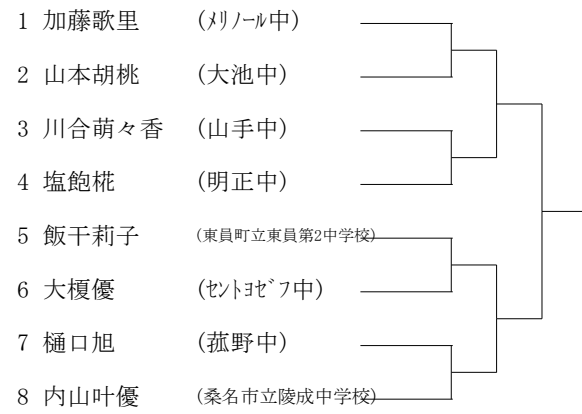 1 加藤歌里 (ﾒﾘﾉｰﾙ中)
2 山本胡桃 (大池中)
3 川合萌々香 (山手中)
4 塩飽椛 (明正中)
5 飯干莉子 (東員町立東員第2中学校)
6 大榎優 (ｾﾝﾄﾖｾﾞﾌ中)
7 樋口旭 (菰野中)
8 内山叶優 (桑名市立陵成中学校)